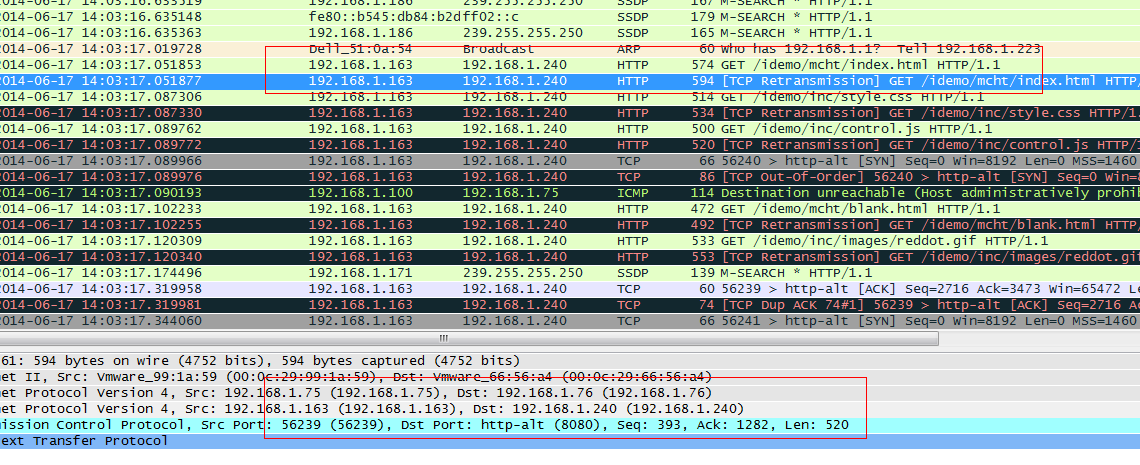 2014-06-17 14:03:16.633519 192.168.1.186 239.255.255.250 SSDP 167 M-SEARCH * HTTP/1.1
2014-06-17 14:03:16.635148 fe80::b545:db84:b2dff02::c SSDP 179 M-SEARCH * HTTP/1.1
2014-06-17 14:03:16.635363 192.168.1.186 239.255.255.250 SSDP 165 M-SEARCH * HTTP/1.1
2014-06-17 14:03:17.019728 Dell_51:0a:54 Broadcast ARP 60 Who has 192.168.1.1? Tell 192.168.1.223
2014-06-17 14:03:17.051853 192.168.1.163 192.168.1.240 HTTP 574 GET /idemo/mcht/index.html HTTP/1.1
2014-06-17 14:03:17.051877 192.168.1.163 192.168.1.240 HTTP 594 [TCP Retransmission] GET /idemo/mcht/index.html HTTP/
2014-06-17 14:03:17.087306 192.168.1.163 192.168.1.240 HTTP 514 GET /idemo/inc/style.css HTTP/1.1
2014-06-17 14:03:17.087330 192.168.1.163 192.168.1.240 HTTP 534 [TCP Retransmission] GET /idemo/inc/style.css HTTP/1.
2014-06-17 14:03:17.089762 192.168.1.163 192.168.1.240 HTTP 500 GET /idemo/inc/control.js HTTP/1.1
2014-06-17 14:03:17.089772 192.168.1.163 192.168.1.240 HTTP 520 [TCP Retransmission] GET /idemo/inc/control.js HTTP/1
2014-06-17 14:03:17.089966 192.168.1.163 192.168.1.240 TCP 66 56240 > http-alt [SYN] Seq=0 Win=8192 Len=0 MSS=1460
2014-06-17 14:03:17.089976 192.168.1.163 192.168.1.240 TCP 86 [TCP Out-Of-Order] 56240 > http-alt [SYN] Seq=0 Win=8
2014-06-17 14:03:17.090193 192.168.1.100 192.168.1.75 ICMP 114 Destination unreachable (Host administratively prohib
2014-06-17 14:03:17.102233 192.168.1.163 192.168.1.240 HTTP 472 GET /idemo/mcht/blank.html HTTP/1.1
2014-06-17 14:03:17.102255 192.168.1.163 192.168.1.240 HTTP 492 [TCP Retransmission] GET /idemo/mcht/blank.html HTTP/
2014-06-17 14:03:17.120309 192.168.1.163 192.168.1.240 HTTP 533 GET /idemo/inc/images/reddot.gif HTTP/1.1
2014-06-17 14:03:17.120340 192.168.1.163 192.168.1.240 HTTP 553 [TCP Retransmission] GET /idemo/inc/images/reddot.gif
2014-06-17 14:03:17.174496 192.168.1.171 239.255.255.250 SSDP 139 M-SEARCH * HTTP/1.1
2014-06-17 14:03:17.319958 192.168.1.163 192.168.1.240 TCP 60 56239 > http-alt [ACK] Seq=2716 Ack=3473 Win=65472 Len
2014-06-17 14:03:17.319981 192.168.1.163 192.168.1.240 TCP 74 [TCP Dup ACK 74#1] 56239 > http-alt [ACK] Seq=2716 A
2014-06-17 14:03:17.344060 192.168.1.163 192.168.1.240 TCP 66 56241 > http-alt [SYN] Seq=0 Win=8192 Len=0 MSS=1460
61: 594 bytes on wire (4752 bits), 594 bytes captured (4752 bits)
net II, Src: Vmware_99:1a:59 (00:0c:29:99:1a:59), Dst: Vmware_66:56:a4 (00:0c:29:66:56:a4)
net Protocol Version 4, Src: 192.168.1.75 (192.168.1.75), Dst: 192.168.1.76 (192.168.1.76)
net Protocol Version 4, Src: 192.168.1.163 (192.168.1.163), Dst: 192.168.1.240 (192.168.1.240)
mission Control Protocol, Src Port: 56239 (56239), Dst Port: http-alt (8080), Seq: 393, Ack: 1282, Len: 520
text Transfer Protocol